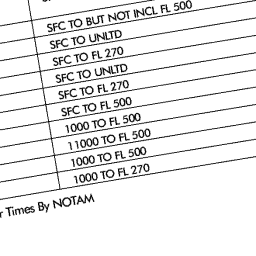 SFC TO BUT NOT INCL FL 500
SFC TO UNLTD
SFC TO FL 270
SFC TO UNLTD
SFC TO FL 270
SFC TO FL 500
1000 TO FL 500
11000 TO FL 500
1000 TO FL 500
1000 TO FL 270
Times By NOTAM